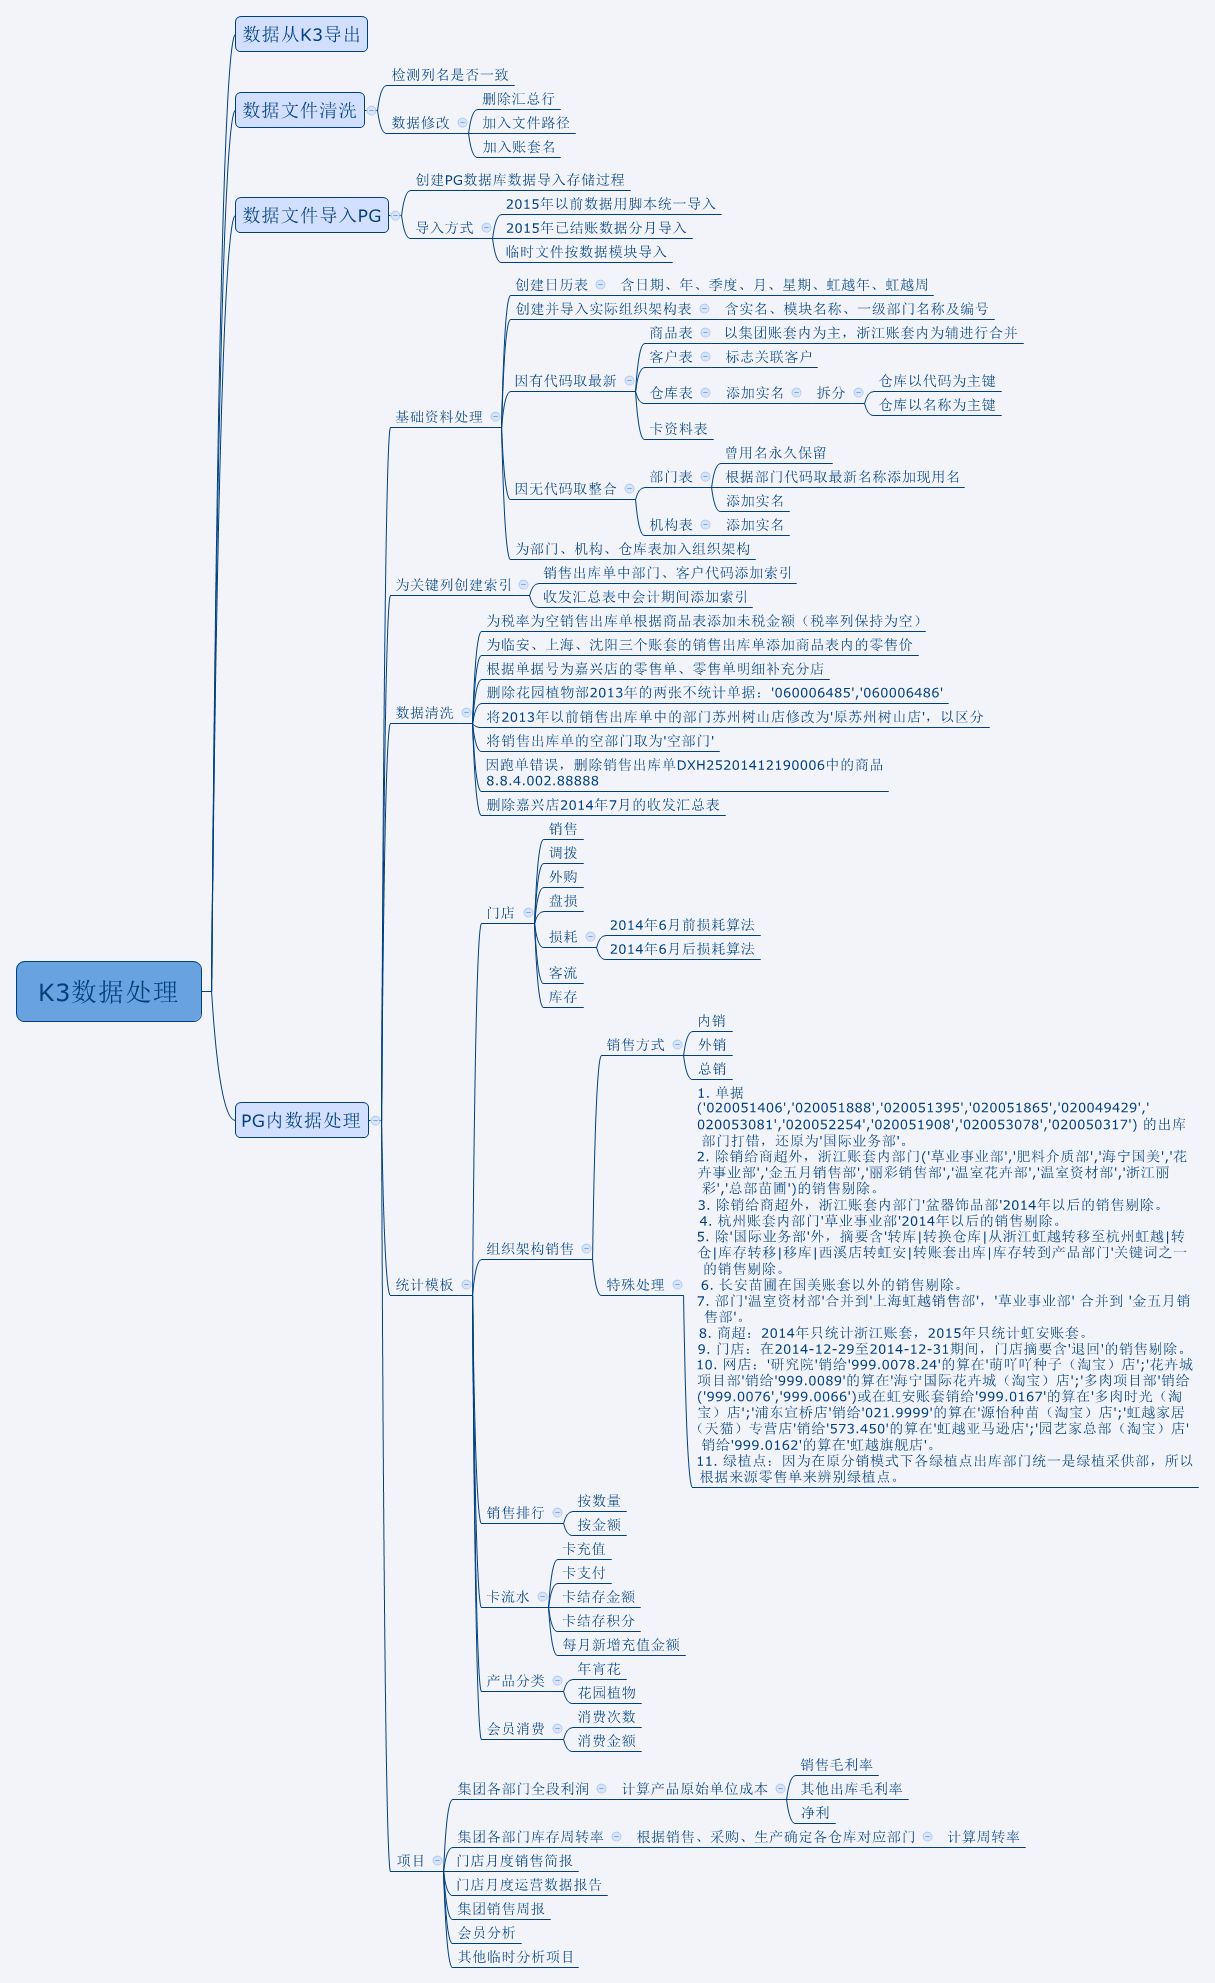 数据从K3导出
检测列名是否一致
数据文件清洗
删除汇总行
数据修改
加入文件路径
加入账套名
创建PG数据库数据导入存储过程
数据文件导入PG
2015年以前数据用脚本统一导入
导入方式
2015年已结账数据分月导入
临时文件按数据模块导入
创建日历表
含日期、年、季度、月、星期、虹越年、虹越周
创建并导入实际组织架构表
含实名、模块名称、一级部门名称及编号
商品表
以集团账套内为主，浙江账套内为辅进行合并
客户表
标志关联客户
因有代码取最新
仓库表
添加实名
拆分
仓库以代码为主键
仓库以名称为主键
卡资料表
基础资料处理
曾用名永久保留
部门表
根据部门代码取最新名称添加现用名
因无代码取整合
添加实名
机构表
添加实名
为部门、机构、仓库表加入组织架构
为关键列创建索引
销售出库单中部门、客户代码添加索引
收发汇总表中会计期间添加索引
为税率为空销售出库单根据商品表添加未税金额（税率列保持为空）
为临安、上海、沈阳三个账套的销售出库单添加商品表内的零售价
根据单据号为嘉兴店的零售单、零售单明细补充分店
删除花园植物部2013年的两张不统计单据：'060006485','060006486'
数据清洗
将2013年以前销售出库单中的部门苏州树山店修改为'原苏州树山店'，以区分
将销售出库单的空部门取为'空部门'
因跑单错误，删除销售出库单DXH25201412190006中的商品
8.8.4.002.88888
删除嘉兴店2014年7月的收发汇总表
销售
调拨
外购
盘损
门店
损耗
2014年6月前损耗算法
2014年6月后损耗算法
客流
库存
K3数据处理
内销
销售方式
外销
总销
1. 单据
('020051406','020051888','020051395','020051865','020049429','
020053081','020052254','020051908','020053078','020050317') 的出库
部门打错，还原为'国际业务部'。
PG内数据处理
2. 除销给商超外，浙江账套内部门('草业事业部','肥料介质部','海宁国美','花
卉事业部','金五月销售部','丽彩销售部','温室花卉部','温室资材部','浙江丽
彩','总部苗圃')的销售剔除。
3. 除销给商超外，浙江账套内部门'盆器饰品部'2014年以后的销售剔除。
4. 杭州账套内部门'草业事业部'2014年以后的销售剔除。
5. 除'国际业务部'外，摘要含'转库|转换仓库|从浙江虹越转移至杭州虹越|转
仓|库存转移|移库|西溪店转虹安|转账套出库|库存转到产品部门'关键词之一
的销售剔除。
组织架构销售
统计模板
特殊处理
6. 长安苗圃在国美账套以外的销售剔除。
7. 部门'温室资材部'合并到'上海虹越销售部'，'草业事业部' 合并到 '金五月销
售部'。
8. 商超：2014年只统计浙江账套，2015年只统计虹安账套。
9. 门店：在2014-12-29至2014-12-31期间，门店摘要含'退回'的销售剔除。
10. 网店：'研究院'销给'999.0078.24'的算在'萌吖吖种子（淘宝）店';'花卉城
项目部'销给'999.0089'的算在'海宁国际花卉城（淘宝）店';'多肉项目部'销给
('999.0076','999.0066')或在虹安账套销给'999.0167'的算在'多肉时光（淘
宝）店';'浦东宣桥店'销给'021.9999'的算在'源怡种苗（淘宝）店';'虹越家居
（天猫）专营店'销给'573.450'的算在'虹越亚马逊店';'园艺家总部（淘宝）店'
销给'999.0162'的算在'虹越旗舰店'。
11. 绿植点：因为在原分销模式下各绿植点出库部门统一是绿植采供部，所以
根据来源零售单来辨别绿植点。
销售排行
按数量
按金额
卡充值
卡支付
卡流水
卡结存金额
卡结存积分
每月新增充值金额
产品分类
年宵花
花园植物
会员消费
消费次数
消费金额
销售毛利率
集团各部门全段利润
计算产品原始单位成本
其他出库毛利率
净利
集团各部门库存周转率
根据销售、采购、生产确定各仓库对应部门
计算周转率
项目
门店月度销售简报
门店月度运营数据报告
集团销售周报
会员分析
其他临时分析项目